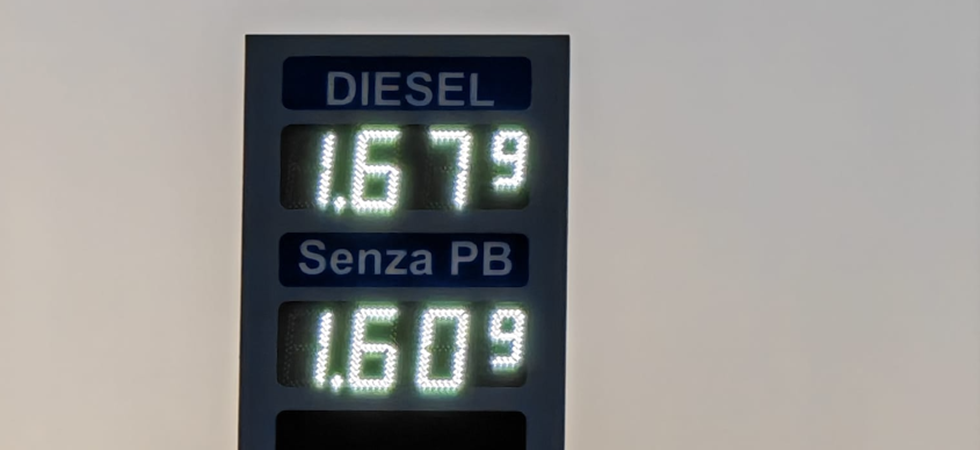 DIESEL
1.679
Senza PB
1.609